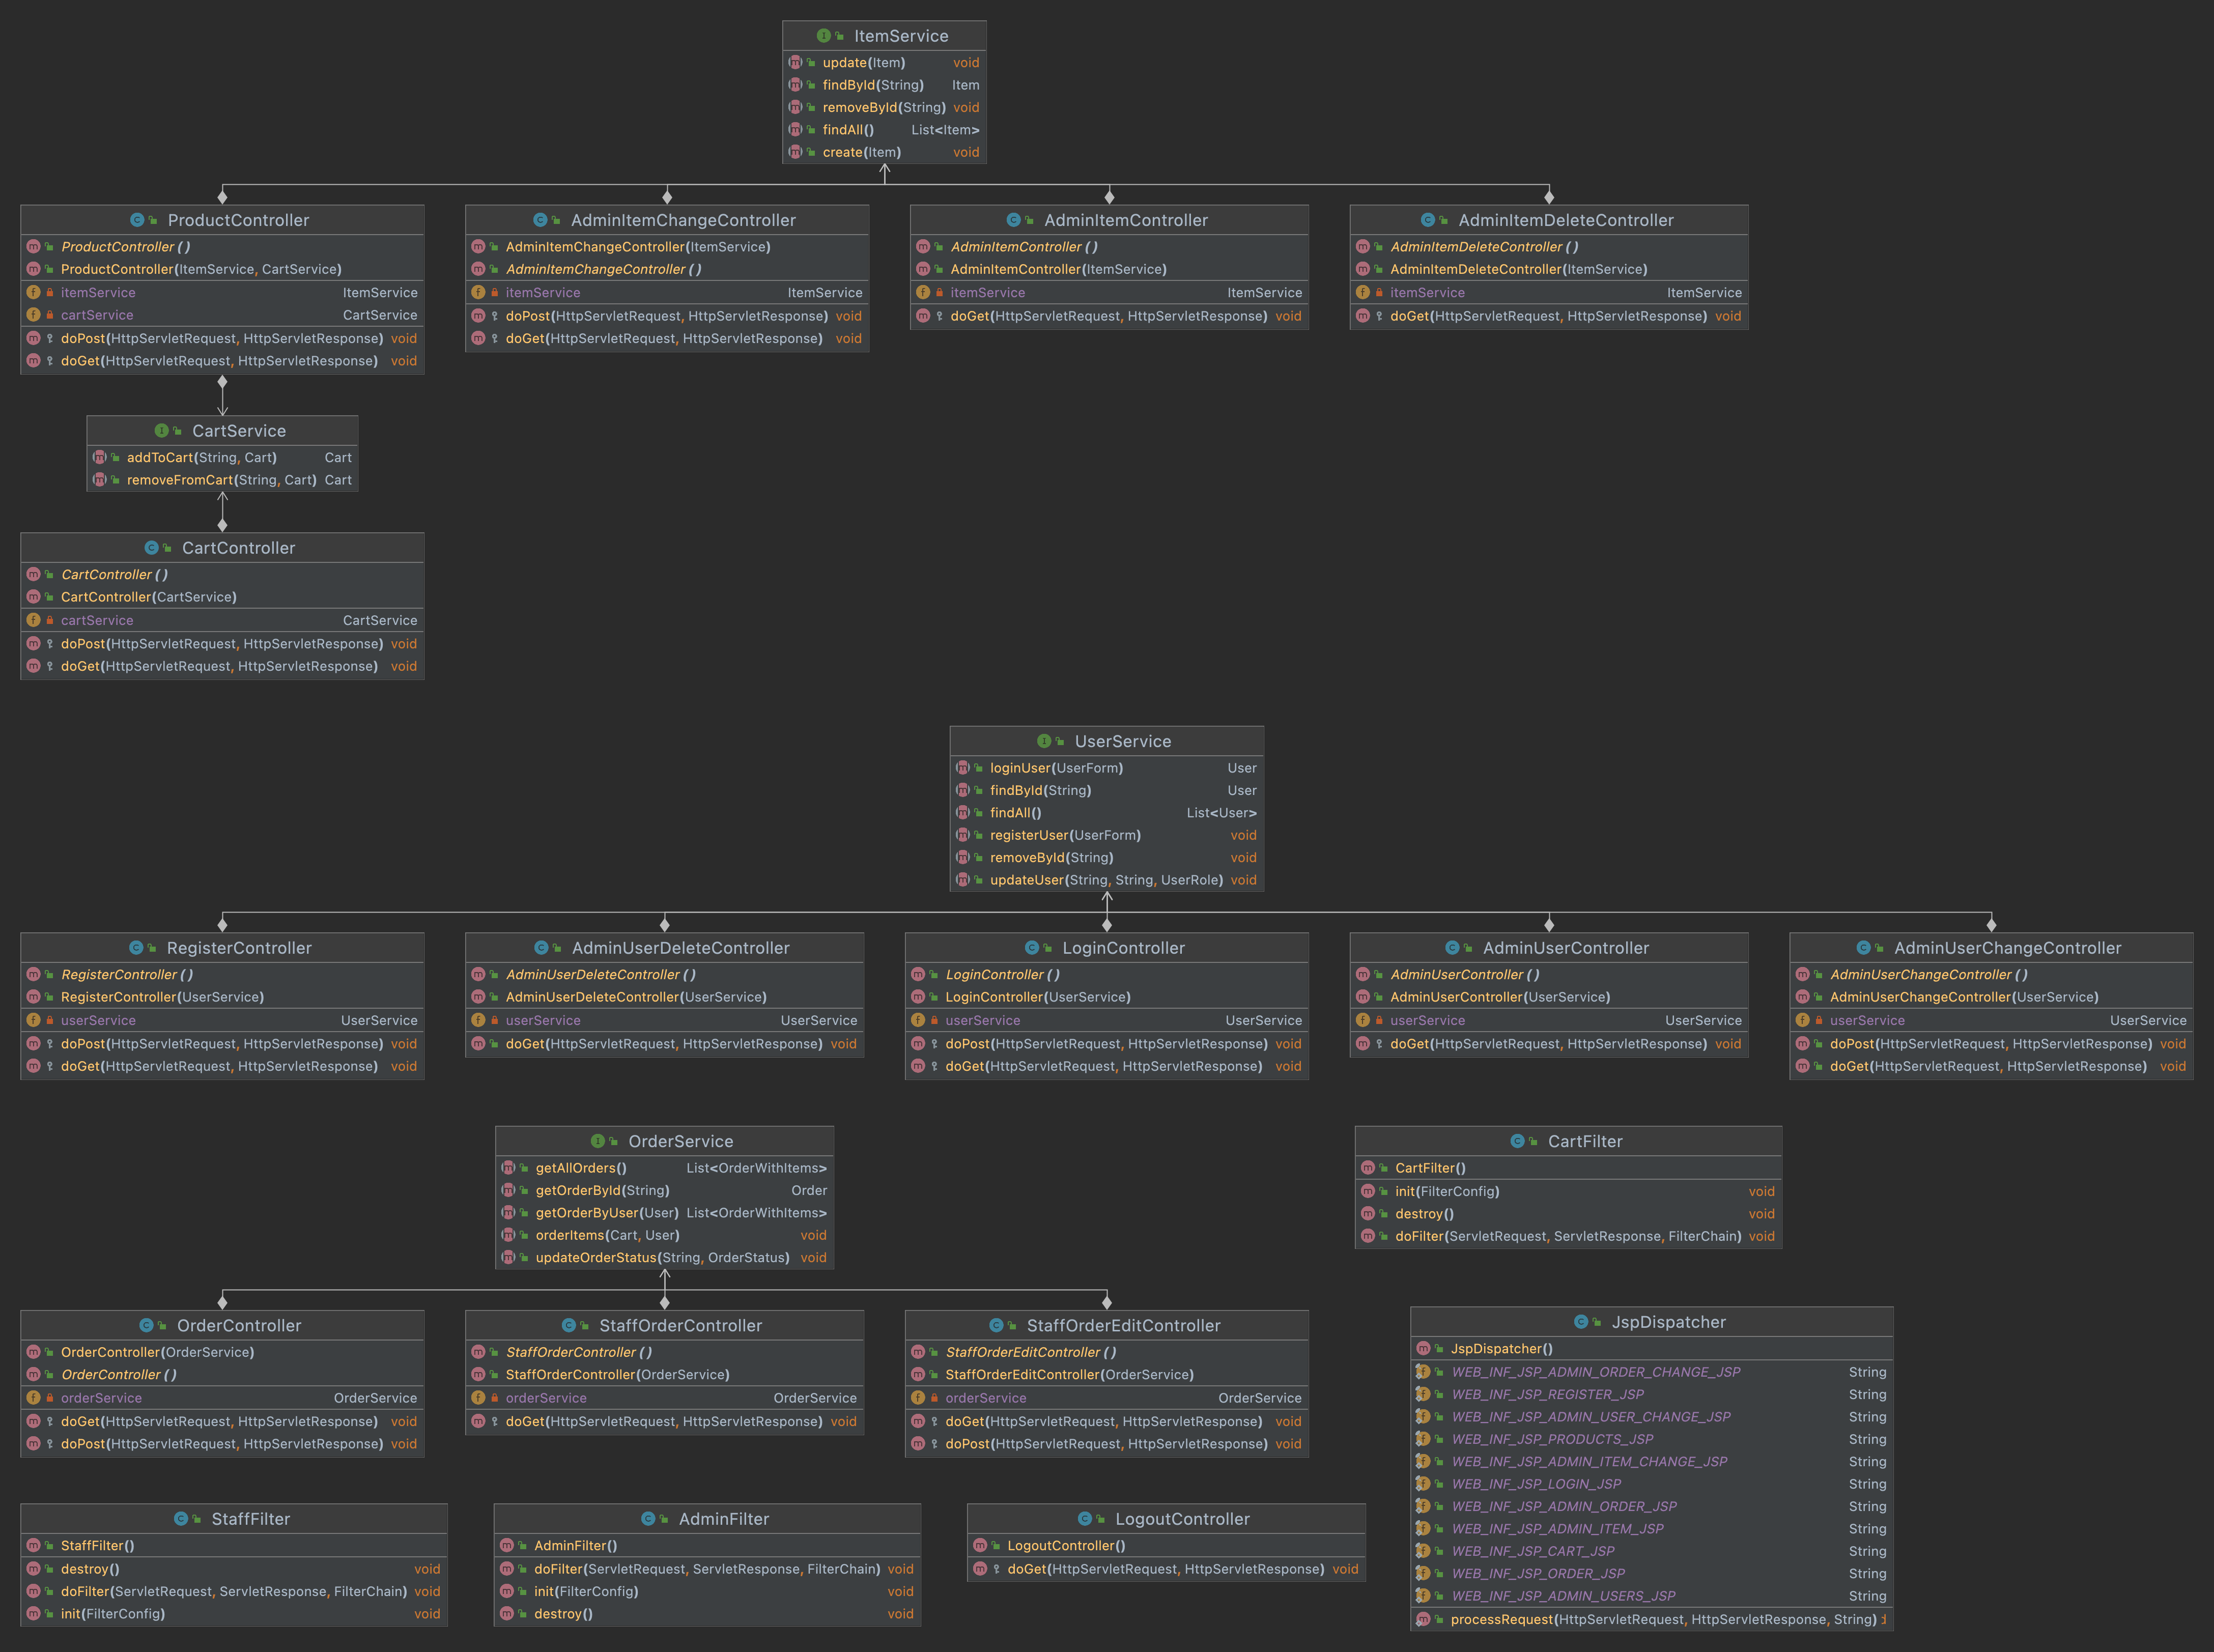 ItemService
update(Item) void
findById(String) Item
removeById(String) void
findAll() List<Item>
create(Item) void
ProductController
ProductController()
ProductController(ItemService, CartService)
itemService ItemService
cartService CartService
doPost(HttpServletRequest, HttpServletResponse) void
doGet(HttpServletRequest, HttpServletResponse) void
AdminItemChangeController
AdminItemChangeController(ItemService)
AdminItemChangeController()
itemService ItemService
doPost(HttpServletRequest, HttpServletResponse) void
doGet(HttpServletRequest, HttpServletResponse) void
AdminItemController
AdminItemController()
AdminItemController(ItemService)
itemService ItemService
doGet(HttpServletRequest, HttpServletResponse) void
AdminItemDeleteController
AdminItemDeleteController()
AdminItemDeleteController(ItemService)
itemService ItemService
doGet(HttpServletRequest, HttpServletResponse) void
CartService
addToCart(String, Cart) Cart
removeFromCart(String, Cart) Cart
CartController
CartController()
CartController(CartService)
cartService CartService
doPost(HttpServletRequest, HttpServletResponse) void
doGet(HttpServletRequest, HttpServletResponse) void
UserService
loginUser(UserForm) User
findById(String) User
findAll() List<User>
registerUser(UserForm) void
removeById(String) void
updateUser(String, String, UserRole) void
RegisterController
RegisterController()
RegisterController(UserService)
userService UserService
doPost(HttpServletRequest, HttpServletResponse) void
doGet(HttpServletRequest, HttpServletResponse) void
AdminUserDeleteController
AdminUserDeleteController()
AdminUserDeleteController(UserService)
userService UserService
doGet(HttpServletRequest, HttpServletResponse) void
LoginController
LoginController()
LoginController(UserService)
userService UserService
doPost(HttpServletRequest, HttpServletResponse) void
doGet(HttpServletRequest, HttpServletResponse) void
AdminUserController
AdminUserController()
AdminUserController(UserService)
userService UserService
doGet(HttpServletRequest, HttpServletResponse) void
AdminUserChangeController
AdminUserChangeController()
AdminUserChangeController(UserService)
userService UserService
doPost(HttpServletRequest, HttpServletResponse) void
doGet(HttpServletRequest, HttpServletResponse) void
OrderService
getAllOrders() List<OrderWithItems>
getOrderById(String) Order
getOrderByUser(User) List<OrderWithItems>
orderItems(Cart, User) void
updateOrderStatus(String, OrderStatus) void
CartFilter
CartFilter()
init(FilterConfig) void
destroy() void
doFilter(ServletRequest, ServletResponse, FilterChain) void
OrderController
OrderController(OrderService)
OrderController()
orderService OrderService
doGet(HttpServletRequest, HttpServletResponse) void
doPost(HttpServletRequest, HttpServletResponse) void
StaffOrderController
StaffOrderController()
StaffOrderController(OrderService)
orderService OrderService
doGet(HttpServletRequest, HttpServletResponse) void
StaffOrderEditController
StaffOrderEditController()
StaffOrderEditController(OrderService)
orderService OrderService
doGet(HttpServletRequest, HttpServletResponse) void
doPost(HttpServletRequest, HttpServletResponse) void
JspDispatcher
JspDispatcher()
WEB_INF_JSP_ADMIN_ORDER_CHANGE_JSP String
WEB_INF_JSP_REGISTER_JSP String
WEB_INF_JSP_ADMIN_USER_CHANGE_JSP String
WEB_INF_JSP_PRODUCTS_JSP String
WEB_INF_JSP_ADMIN_ITEM_CHANGE_JSP String
WEB_INF_JSP_LOGIN_JSP String
WEB_INF_JSP_ADMIN_ORDER_JSP String
WEB_INF_JSP_ADMIN_ITEM_JSP String
WEB_INF_JSP_CART_JSP String
WEB_INF_JSP_ORDER_JSP String
WEB_INF_JSP_ADMIN_USERS_JSP String
processRequest(HttpServletRequest, HttpServletResponse, String)
StaffFilter
StaffFilter()
destroy() void
doFilter(ServletRequest, ServletResponse, FilterChain) void
init(FilterConfig) void
AdminFilter
AdminFilter()
doFilter(ServletRequest, ServletResponse, FilterChain) void
init(FilterConfig) void
destroy() void
LogoutController
LogoutController()
doGet(HttpServletRequest, HttpServletResponse) void